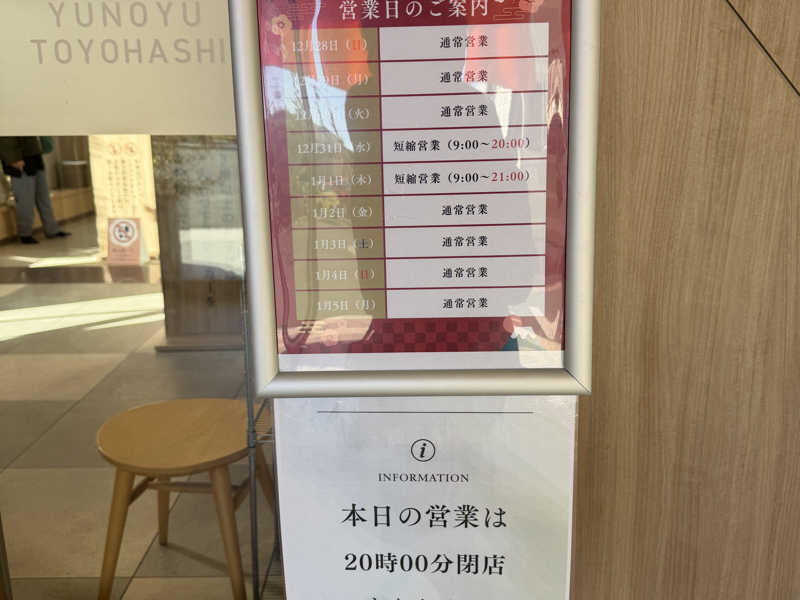 YUNOYU
TOYOHASHI
営業日のご案内
12月28日（日） 通常営業
12月29日（月） 通常営業
（火） 通常営業
12月31日（水） 短縮営業（9:00～20:00）
1月1日（木） 短縮営業（9:00～21:00）
1月2日（金） 通常営業
1月3日（土） 通常営業
1月4日（日） 通常営業
1月5日（月） 通常営業
i
INFORMATION
本日の営業は
20時00分閉店